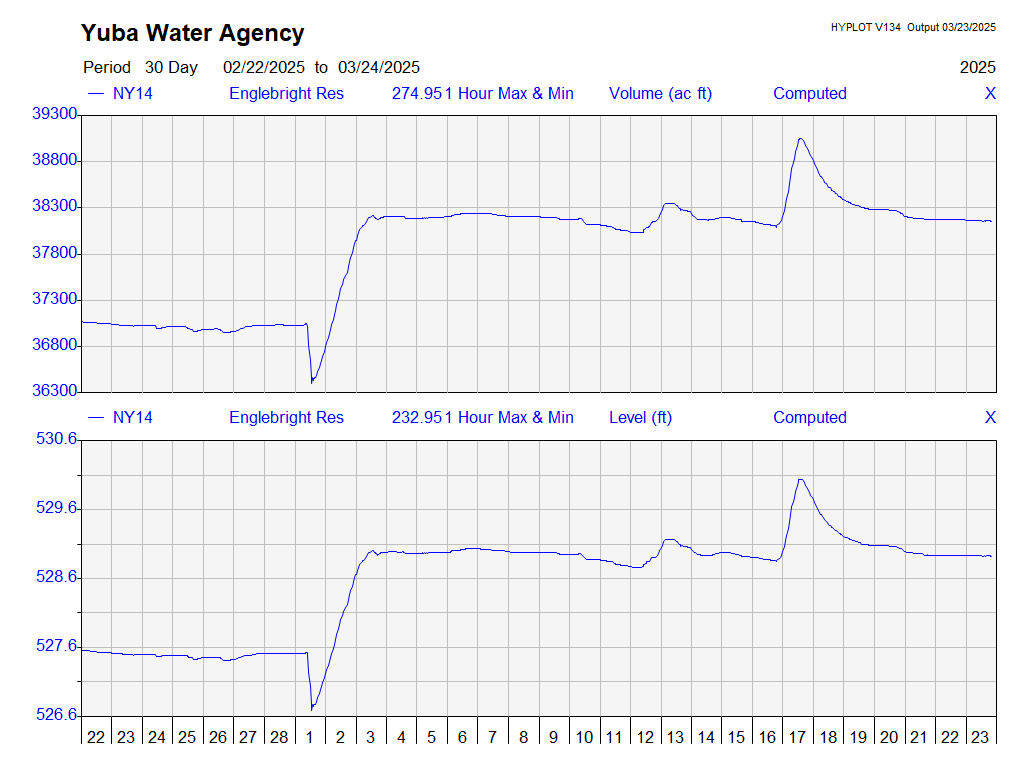 Yuba Water Agency
HYPLOT V134 Output 03/23/2025
Period 30 Day 02/22/2025 to 03/24/2025 2025
— NY14 Englebright Res 274.951 Hour Max & Min Volume (ac ft) Computed X
39300
38800
38300
37800
37300
36800
36300
— NY14 Englebright Res 232.951 Hour Max & Min Level (ft) Computed X
530.6
529.6
528.6
527.6
526.6
22 23 24 25 26 27 28 1 2 3 4 5 6 7 8 9 10 11 12 13 14 15 16 17 18 19 20 21 22 23